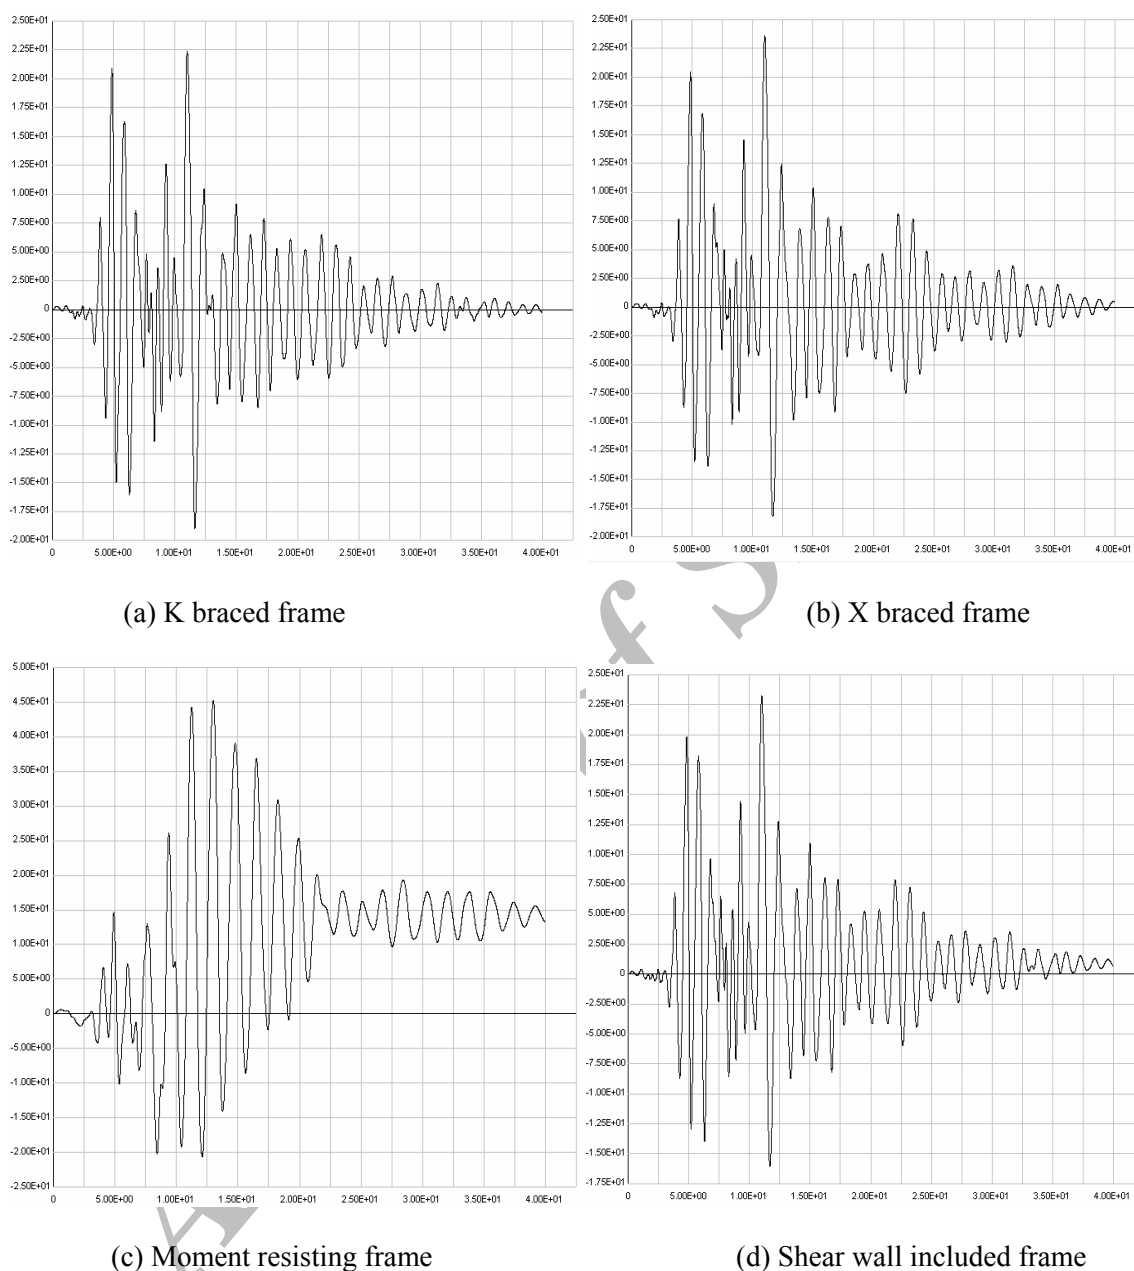 2.50E+01
2.25E+01
2.00E+01
1.75E+01
1.50E+01
1.25E+01
1.00E+01
7.50E+00
5.00E+00
2.50E+00
0
-2.50E+00
-5.00E+00
-7.50E+00
-1.00E+01
-1.25E+01
-1.50E+01
-1.75E+01
-2.00E+01
0 5.00E+00 1.00E+01 1.50E+01 2.00E+01 2.50E+01 3.00E+01 3.50E+01 4.00E+01
(a) K braced frame
2.50E+01
2.25E+01
2.00E+01
1.75E+01
1.50E+01
1.25E+01
1.00E+01
7.50E+00
5.00E+00
2.50E+00
0
-2.50E+00
-5.00E+00
-7.50E+00
-1.00E+01
-1.25E+01
-1.50E+01
-1.75E+01
-2.00E+01
0 5.00E+00 1.00E+01 1.50E+01 2.00E+01 2.50E+01 3.00E+01 3.50E+01 4.00E+01
(b) X braced frame
5.00E+01
4.50E+01
4.00E+01
3.50E+01
3.00E+01
2.50E+01
2.00E+01
1.50E+01
1.00E+01
5.00E+00
0
-5.00E+00
-1.00E+01
-1.50E+01
-2.00E+01
-2.50E+01
0 5.00E+00 1.00E+01 1.50E+01 2.00E+01 2.50E+01 3.00E+01 3.50E+01 4.00E+01
(c) Moment resisting frame
2.50E+01
2.25E+01
2.00E+01
1.75E+01
1.50E+01
1.25E+01
1.00E+01
7.50E+00
5.00E+00
2.50E+00
0
-2.50E+00
-5.00E+00
-7.50E+00
-1.00E+01
-1.25E+01
-1.50E+01
-1.75E+01
0 5.00E+00 1.00E+01 1.50E+01 2.00E+01 2.50E+01 3.00E+01 3.50E+01 4.00E+01
(d) Shear wall included frame